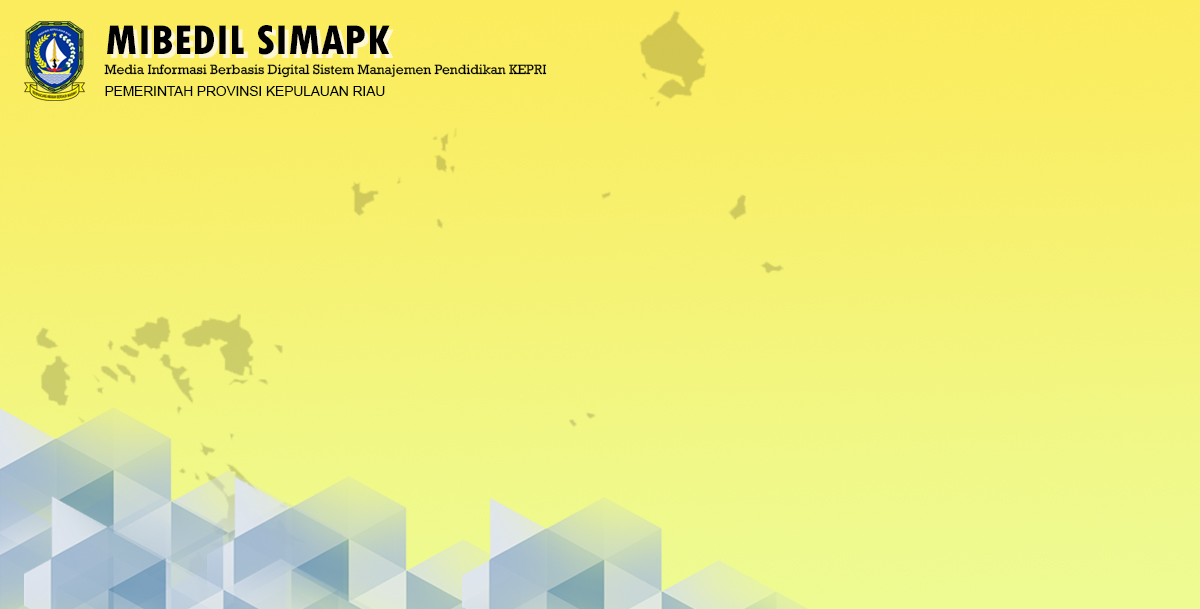 MIBEDIL SIMAPK
Media Informasi Berbasis Digital Sistem Manajemen Pendidikan KEPRI
PEMERINTAH PROVINSI KEPULAUAN RIAU